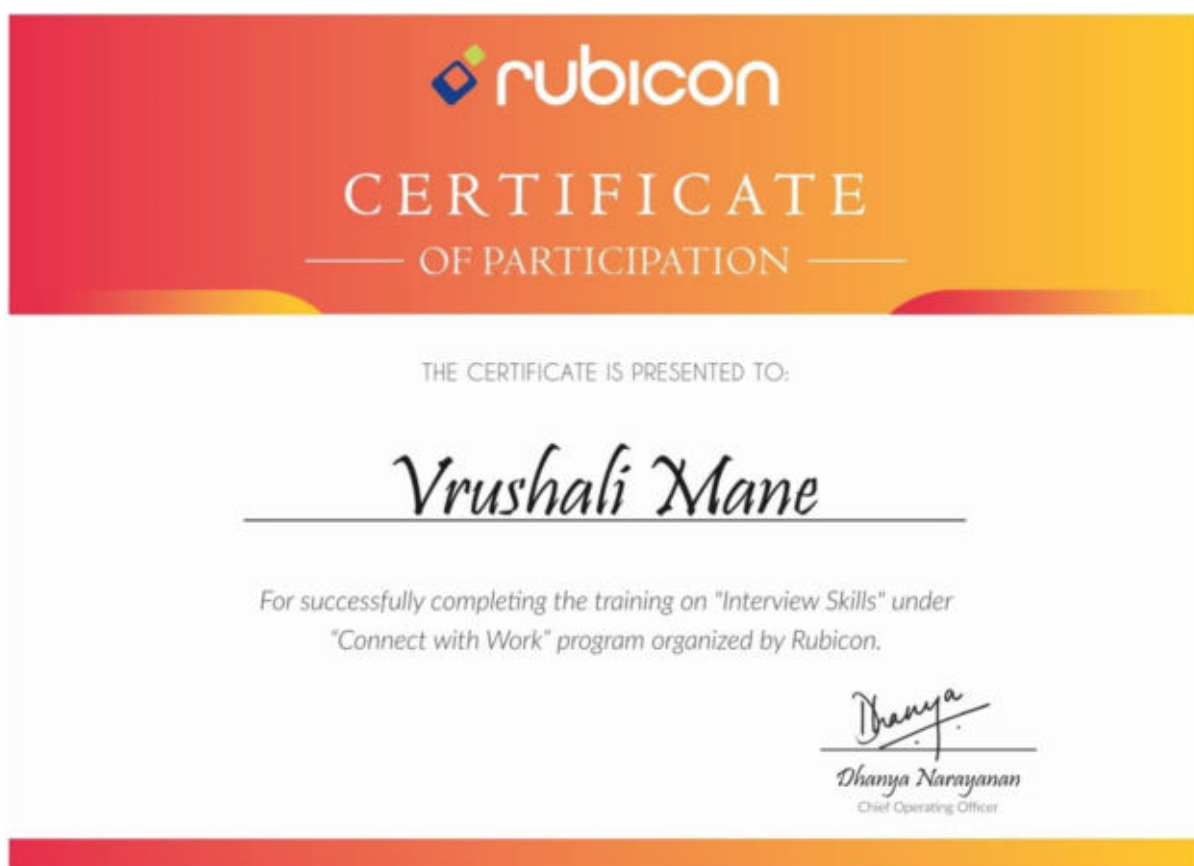 rubicon
CERTIFICATE
OF PARTICIPATION
THE CERTIFICATE IS PRESENTED TO:
Vrushali Mane
For successfully completing the training on "Interview Skills" under
"Connect with Work" program organized by Rubicon.
Dhanya
Dhanya Narayanan
Chief Operating Officer